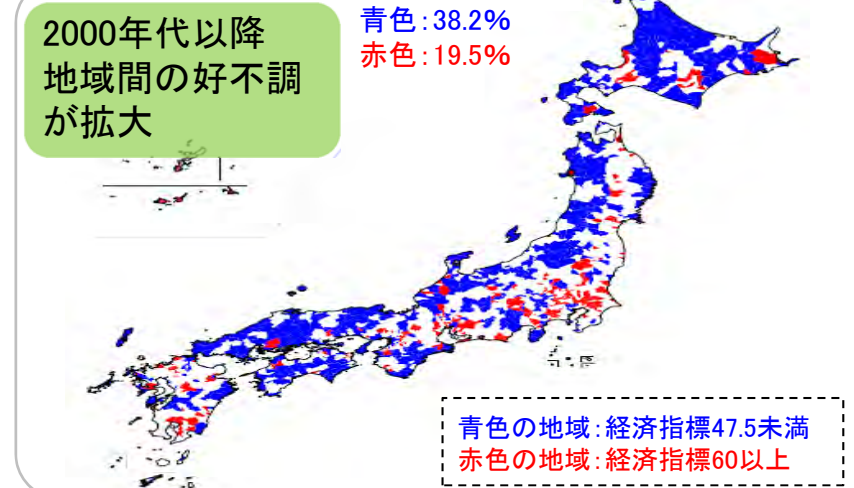 2000年代以降
地域間の好不調
が拡大
青色：38.2%
赤色：19.5%
青色の地域：経済指標47.5未満
赤色の地域：経済指標60以上